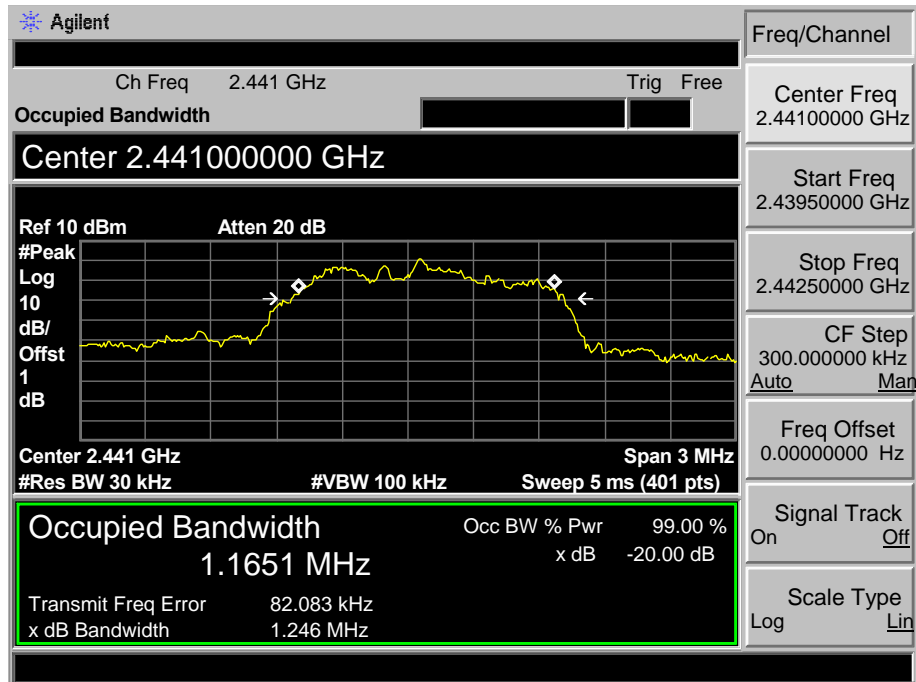 Agilent
Freq/Channel
Ch Freq 2.441 GHz Trig Free
Occupied Bandwidth
Center 2.441000000 GHz
Ref 10 dBm Atten 20 dB
#Peak
Log
10
dB/
Offst
1
dB
Center 2.441 GHz Span 3 MHz
#Res BW 30 kHz #VBW 100 kHz Sweep 5 ms (401 pts)
Occupied Bandwidth
1.1651 MHz
Occ BW % Pwr 99.00 %
x dB -20.00 dB
Transmit Freq Error 82.083 kHz
x dB Bandwidth 1.246 MHz
Center Freq
2.44100000 GHz
Start Freq
2.43950000 GHz
Stop Freq
2.44250000 GHz
CF Step
300.000000 kHz
Auto Man
Freq Offset
0.00000000 Hz
Signal Track
On Off
Scale Type
Log Lin